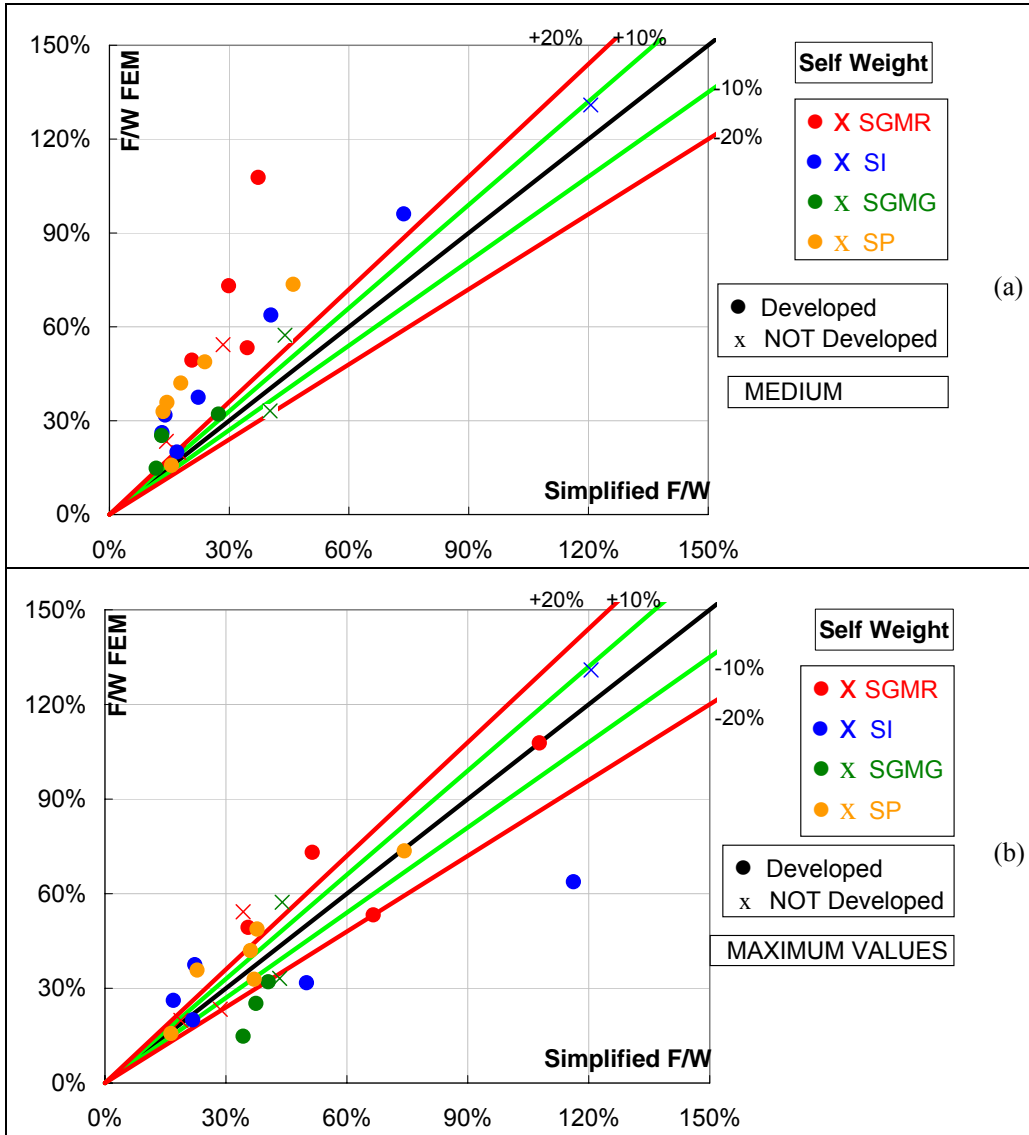 +20% +10%
150%
F/W FEM
Self Weight
-10%
120%
-20%
X SGMR
X SI
x SGMG
x SP
90%
(a)
Developed
x NOT Developed
60%
MEDIUM
30%
Simplified F/W
0%
0% 30% 60% 90% 120% 150%
+20% +10%
150%
F/W FEM
Self Weight
-10%
-20%
120%
X SGMR
X SI
x SGMG
x SP
90%
(b)
Developed
x NOT Developed
60%
MAXIMUM VALUES
30%
Simplified F/W
0%
0% 30% 60% 90% 120% 150%